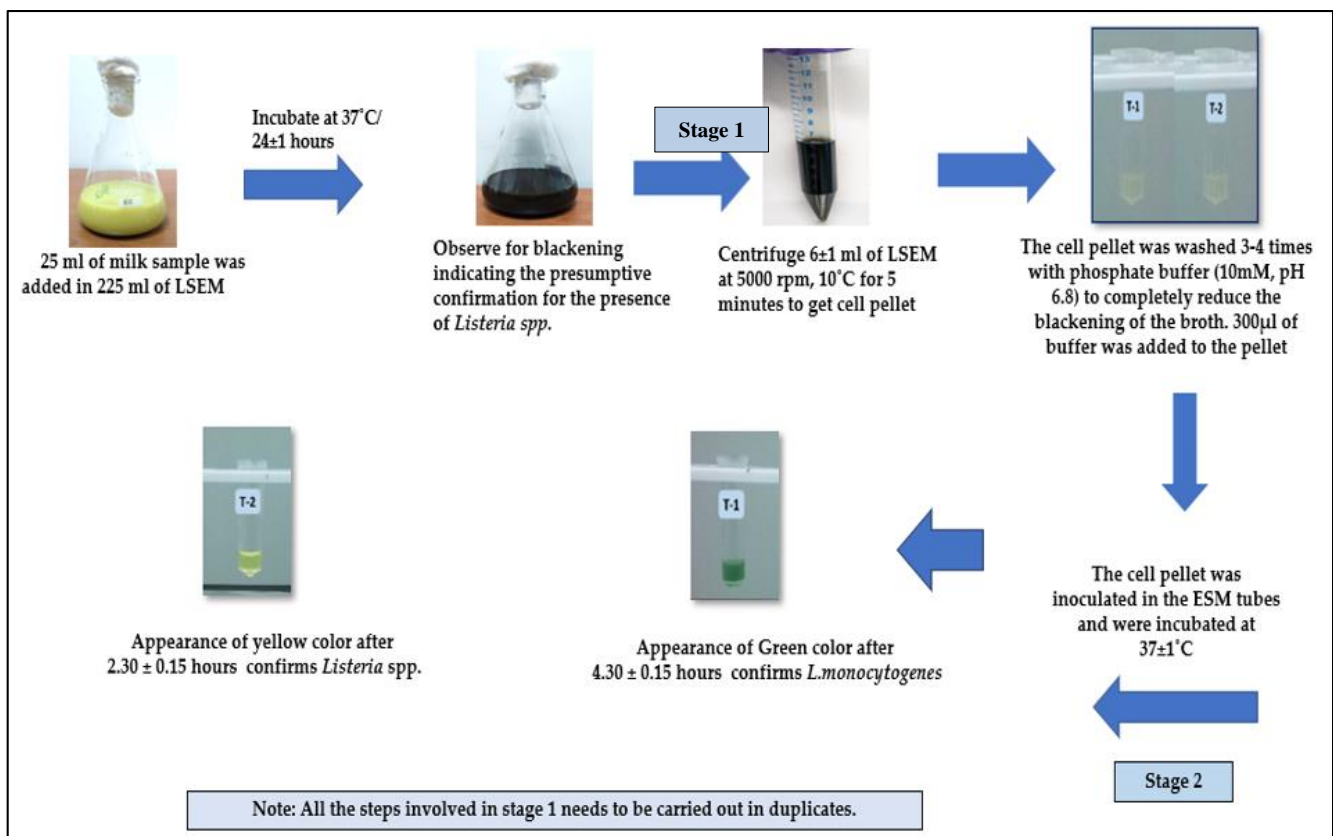 Incubate at 37˚C/
24±1 hours
Stage 1
25 ml of milk sample was
added in 225 ml of LSEM
Observe for blackening
indicating the presumptive
confirmation for the presence
of Listeria spp.
13
12
11
10
9
8
7
Centrifuge 6±1 ml of LSEM
at 5000 rpm, 10˚C for 5
minutes to get cell pellet
T-1
T-2
The cell pellet was washed 3-4 times
with phosphate buffer (10mM, pH
6.8) to completely reduce the
blackening of the broth. 300µl of
buffer was added to the pellet
T-2
Appearance of yellow color after
2.30 ± 0.15 hours confirms Listeria spp.
T-1
Appearance of Green color after
4.30 ± 0.15 hours confirms L.monocytogenes
The cell pellet was
inoculated in the ESM tubes
and were incubated at
37±1˚C
Stage 2
Note: All the steps involved in stage 1 needs to be carried out in duplicates.